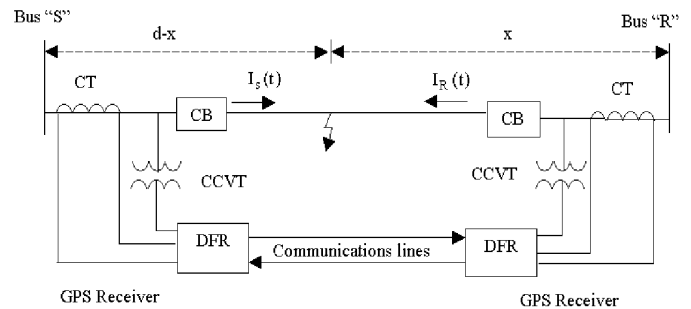 Bus “S”
Bus “R”
d-x
x
CT
I_s (t)
I_R (t)
CT
CB
CB
CCVT
CCVT
DFR
DFR
Communications lines
GPS Receiver
GPS Receiver